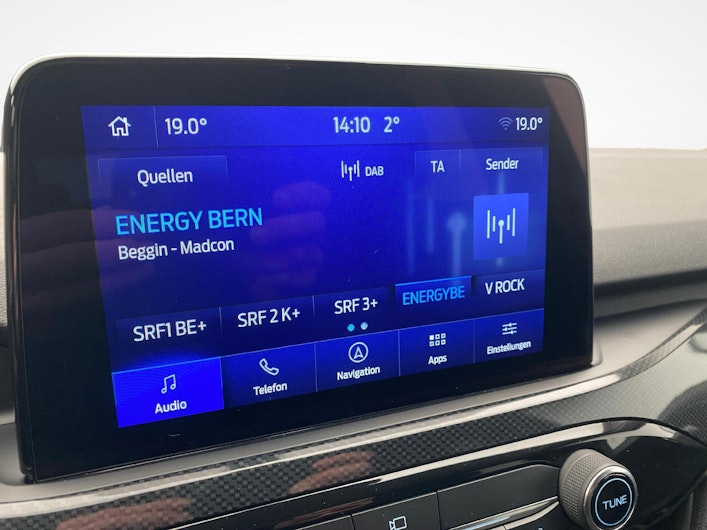 19.0° 14:10 2° 19.0°
Quellen DAB TA Sender
ENERGY BERN
Beggin - Madcon
SRF1 BE+ SRF 2 K+ SRF 3+ ENERGYBE V ROCK
Audio Telefon Navigation Apps Einstellungen
TUNE